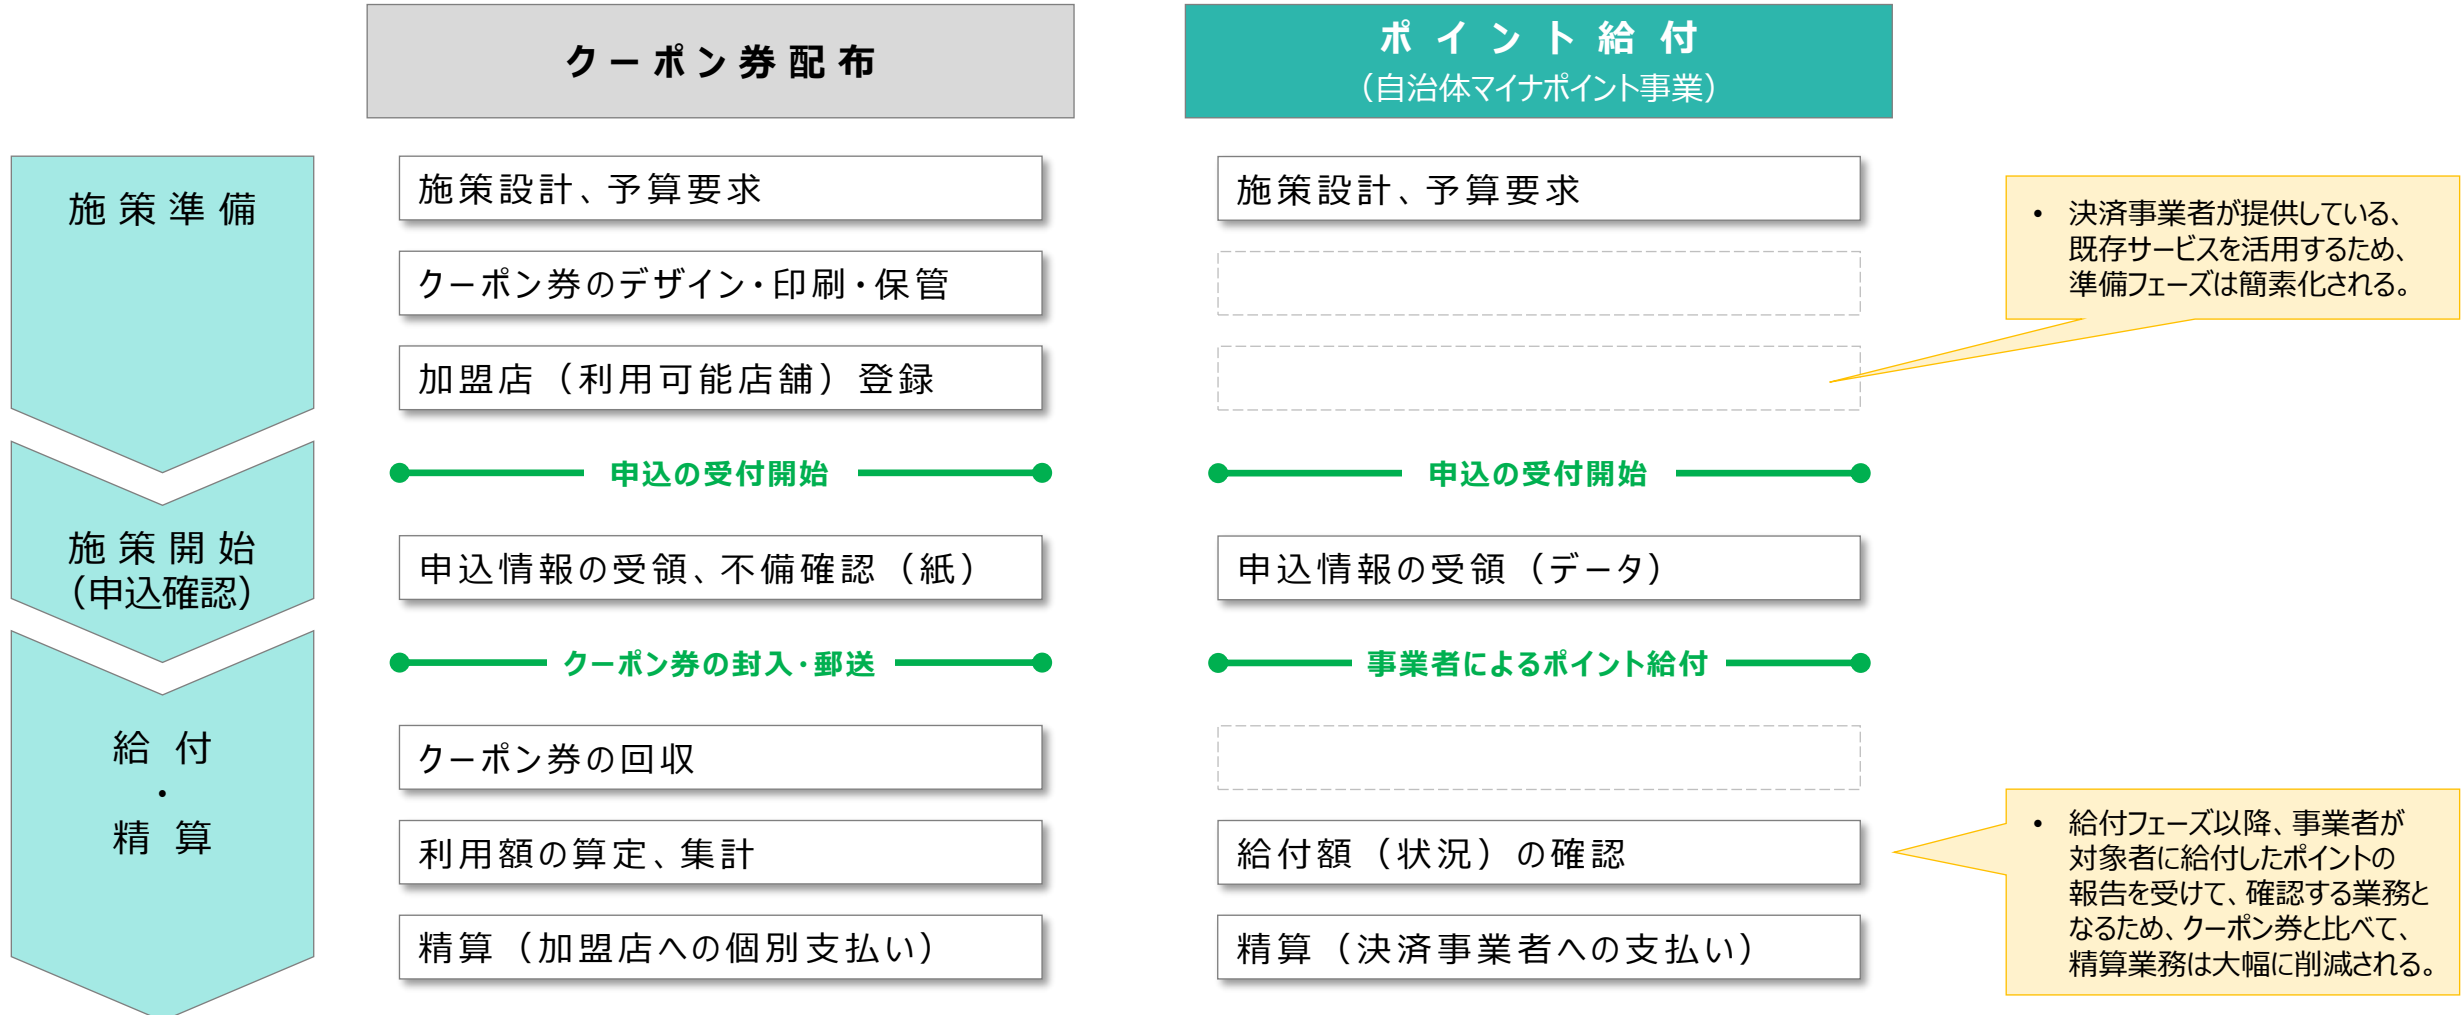 クーポン券配布
ポイント給付
（自治体マイナポイント事業）
施策準備
施策設計、予算要求
施策設計、予算要求
クーポン券のデザイン・印刷・保管
加盟店（利用可能店舗）登録
• 決済事業者が提供している、
既存サービスを活用するため、
準備フェーズは簡素化される。
申込の受付開始
申込の受付開始
施策開始
（申込確認）
申込情報の受領、不備確認（紙）
申込情報の受領（データ）
クーポン券の封入・郵送
事業者によるポイント給付
給付
・
精算
クーポン券の回収
利用額の算定、集計
給付額（状況）の確認
精算（加盟店への個別支払い）
精算（決済事業者への支払い）
• 給付フェーズ以降、事業者が
対象者に給付したポイントの
報告を受けて、確認する業務と
なるため、クーポン券と比べて、
精算業務は大幅に削減される。